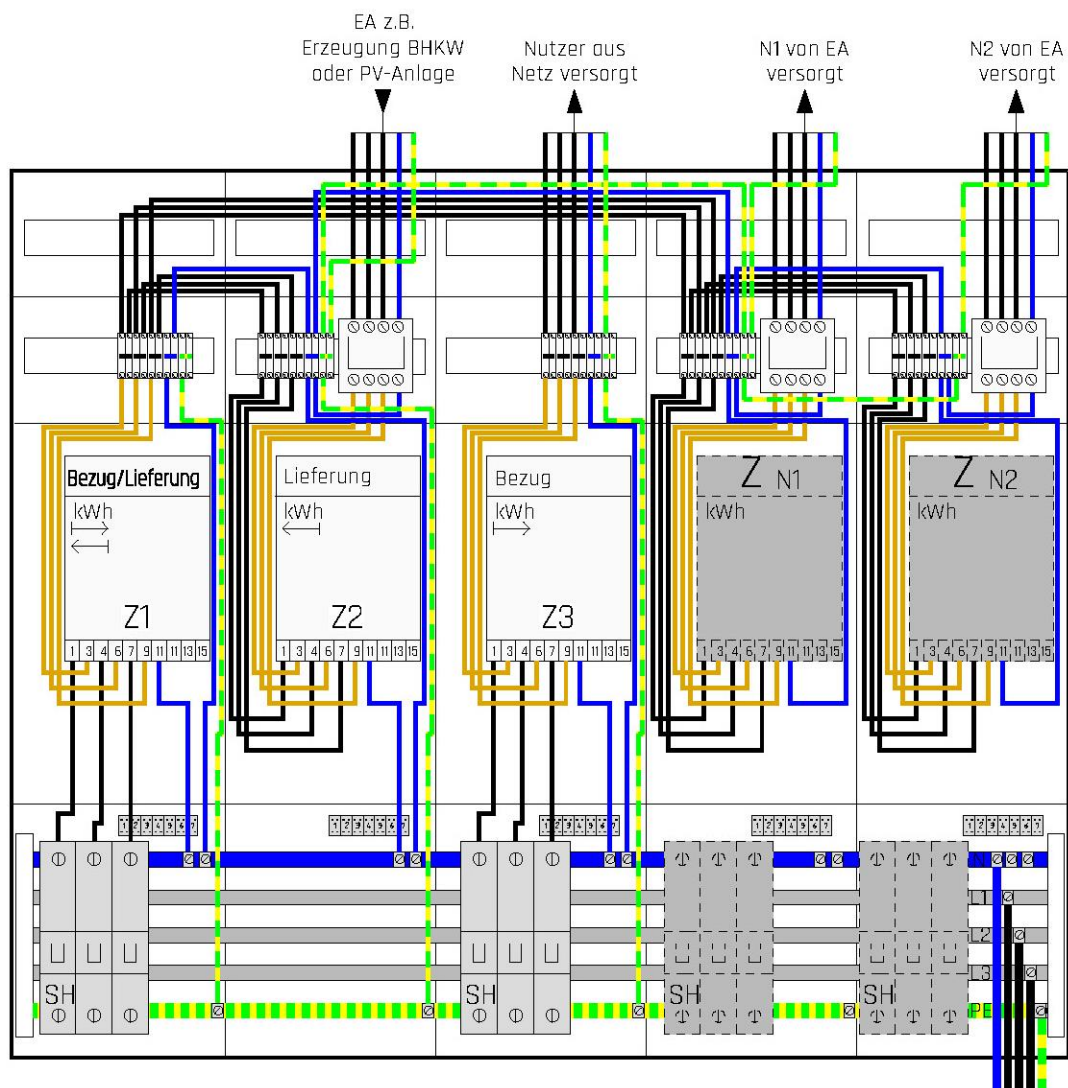 EA z.B.
Erzeugung BHKW
oder PV-Anlage
Nutzer aus
Netz versorgt
N1 von EA
versorgt
N2 von EA
versorgt
Bezug/Lieferung
kWh
Z1
1 3 4 6 7 9 11 11 13 15
Lieferung
kWh
Z2
1 3 4 6 7 9 11 11 13 15
Bezug
kWh
Z3
1 3 4 6 7 9 11 11 13 15
Z N1
kWh
1 3 4 6 7 9 11 11 13 15
Z N2
kWh
1 3 4 6 7 9 11 11 13 15
N
L1
L2
L3
PE
SH
SH
SH
SH